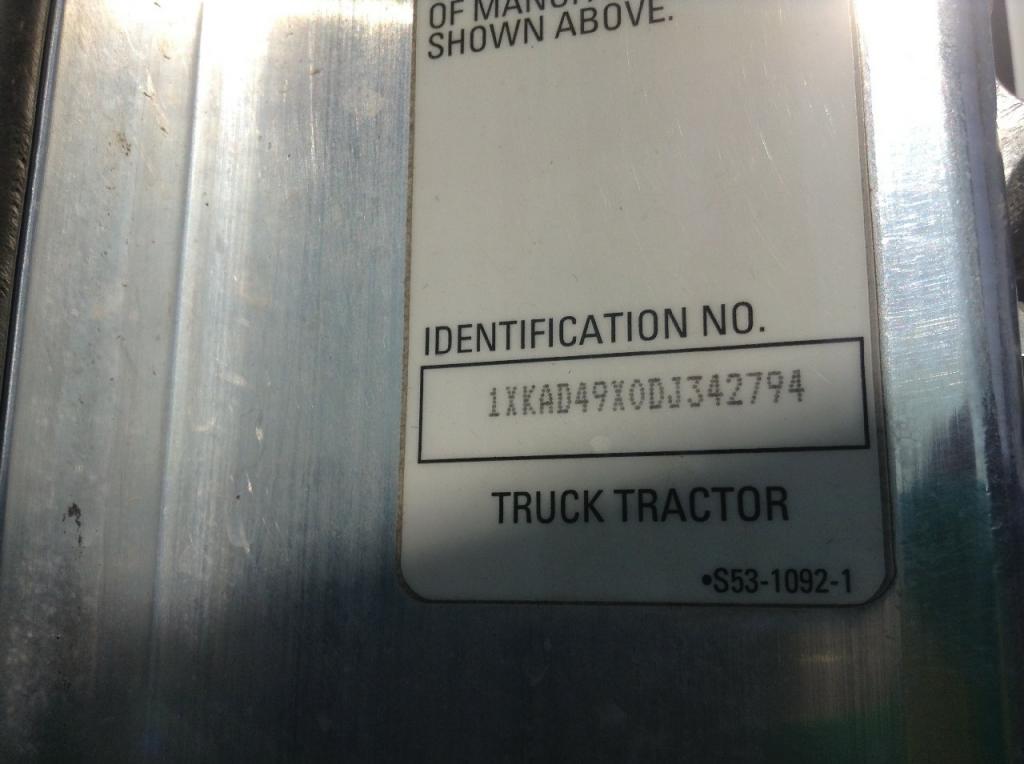 SHOWN ABOVE.
IDENTIFICATION NO.
1XKAD49X0DJ342794
TRUCK TRACTOR
•S53-1092-1